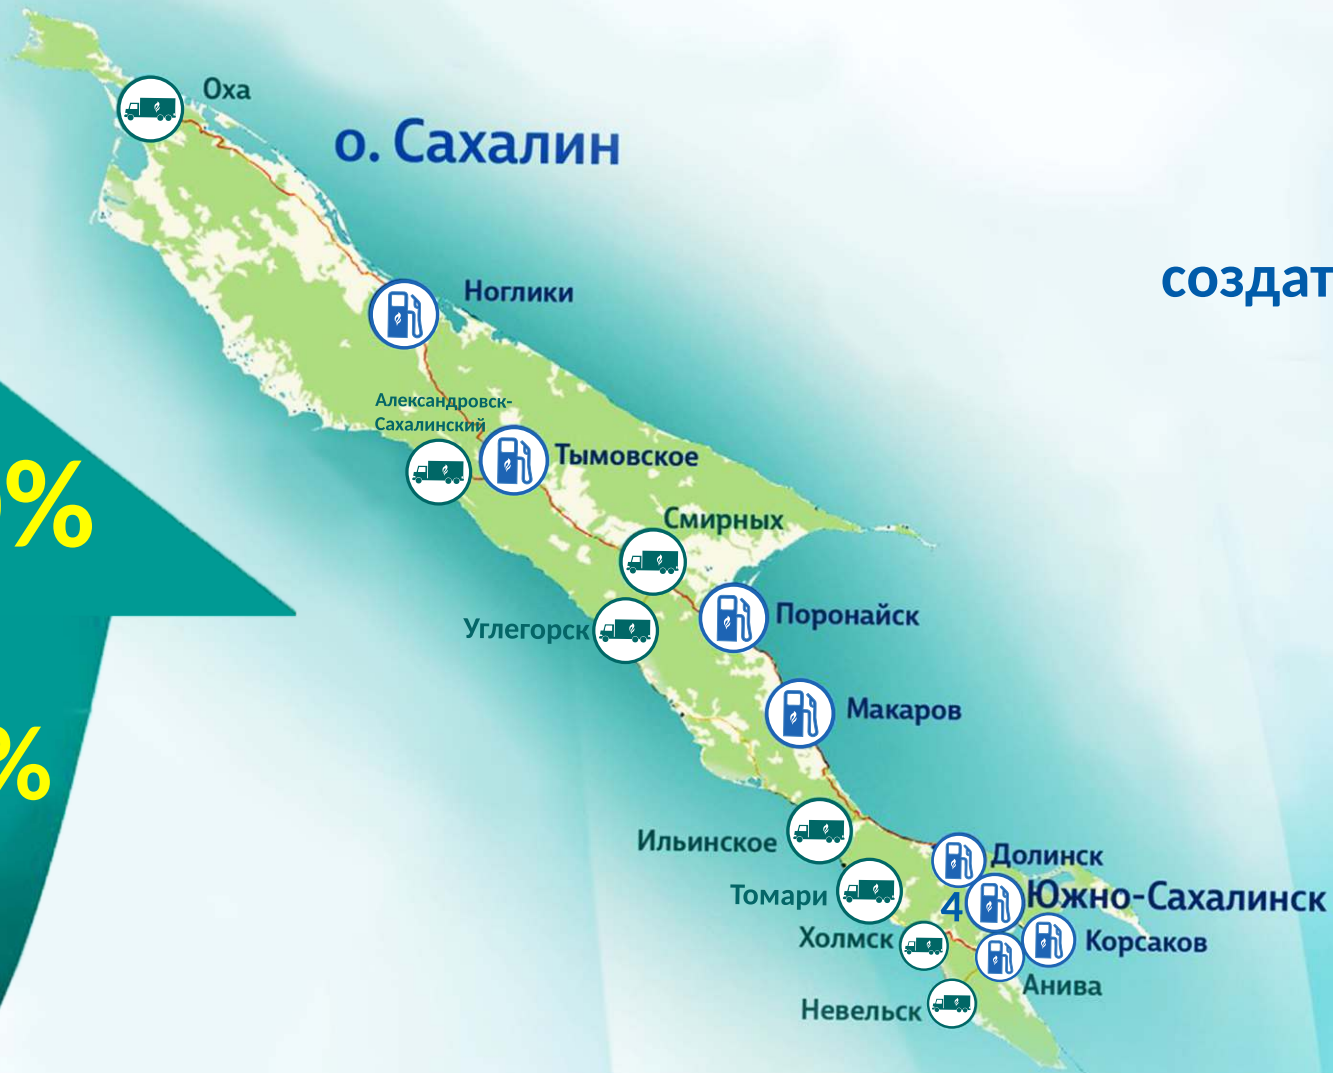 Оха
о. Сахалин
создат
Ноглики
Александровск-
Сахалинский
Тымовское
%
Смирных
Поронайск
Углегорск
Макаров
%
Ильинское
Долинск
Томари
4
Южно-Сахалинск
Холмск
Корсаков
Анива
Невельск